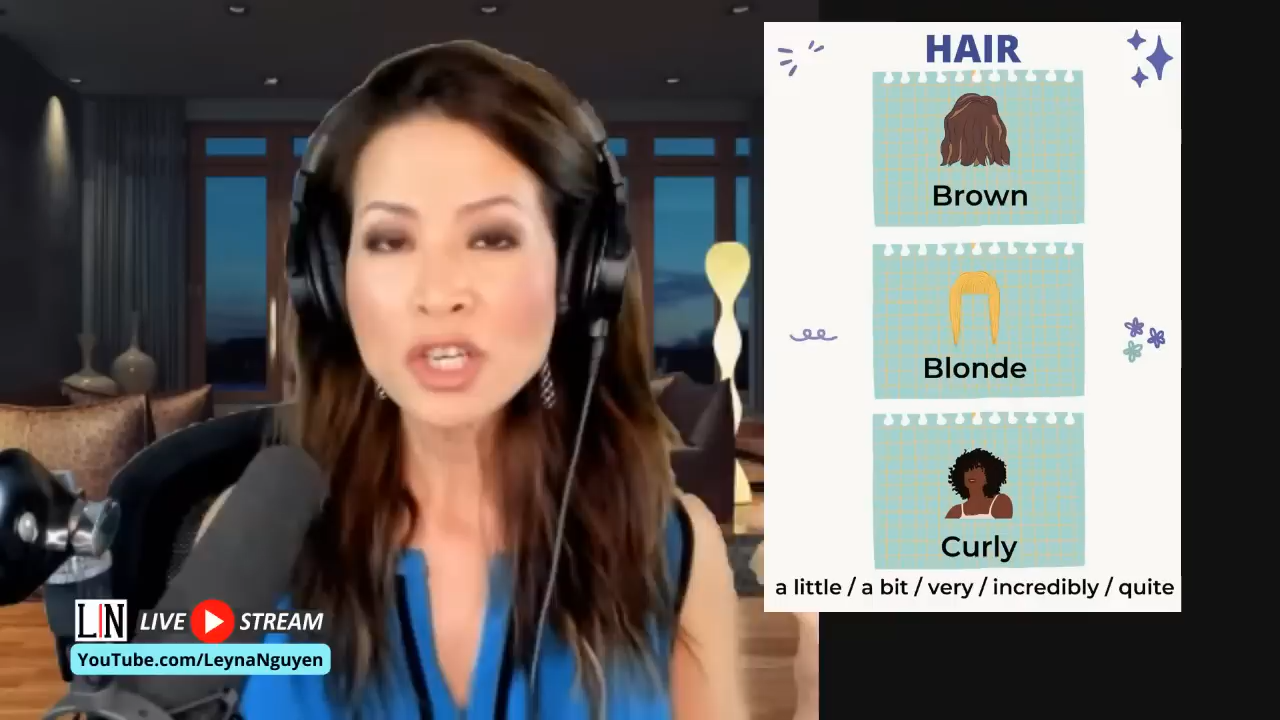 HAIR
Brown
Blonde
Curly
a little / a bit / very / incredibly / quite
LN LIVE STREAM
YouTube.com/LeynaNguyen